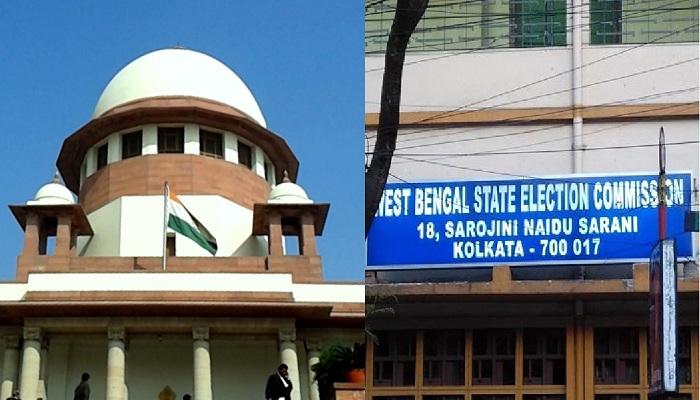 WEST BENGAL STATE ELECTION COMMISSION
18, SAROJINI NAIDU SARANI
KOLKATA - 700 017